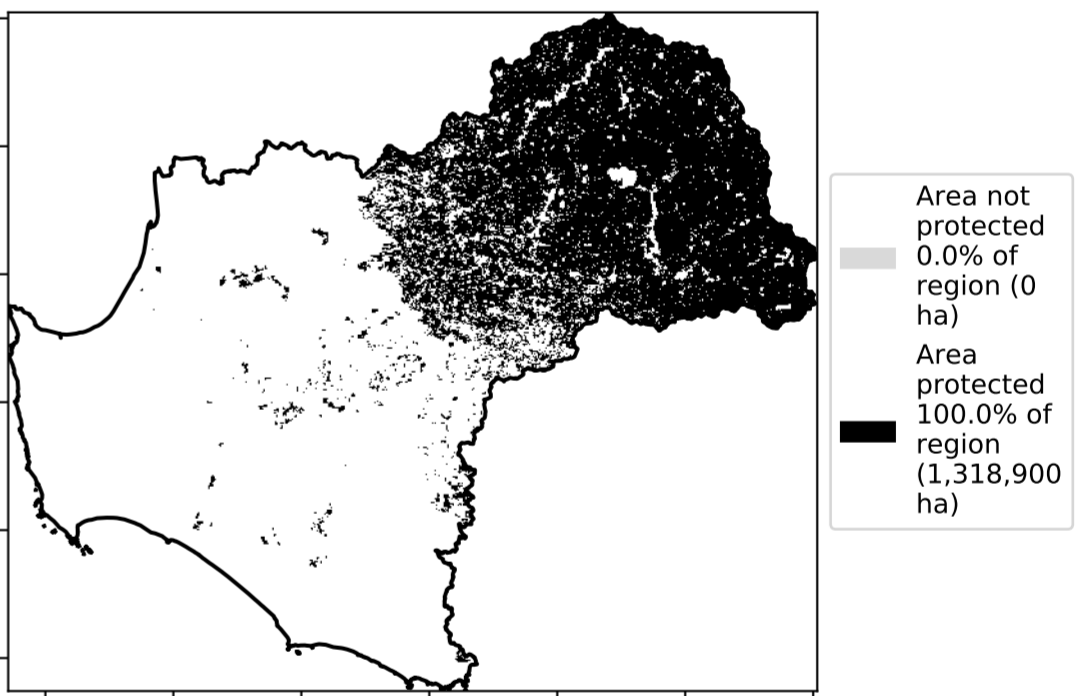 Area not
protected
0.0% of
region (0
ha)
Area
protected
100.0% of
region
(1,318,900
ha)